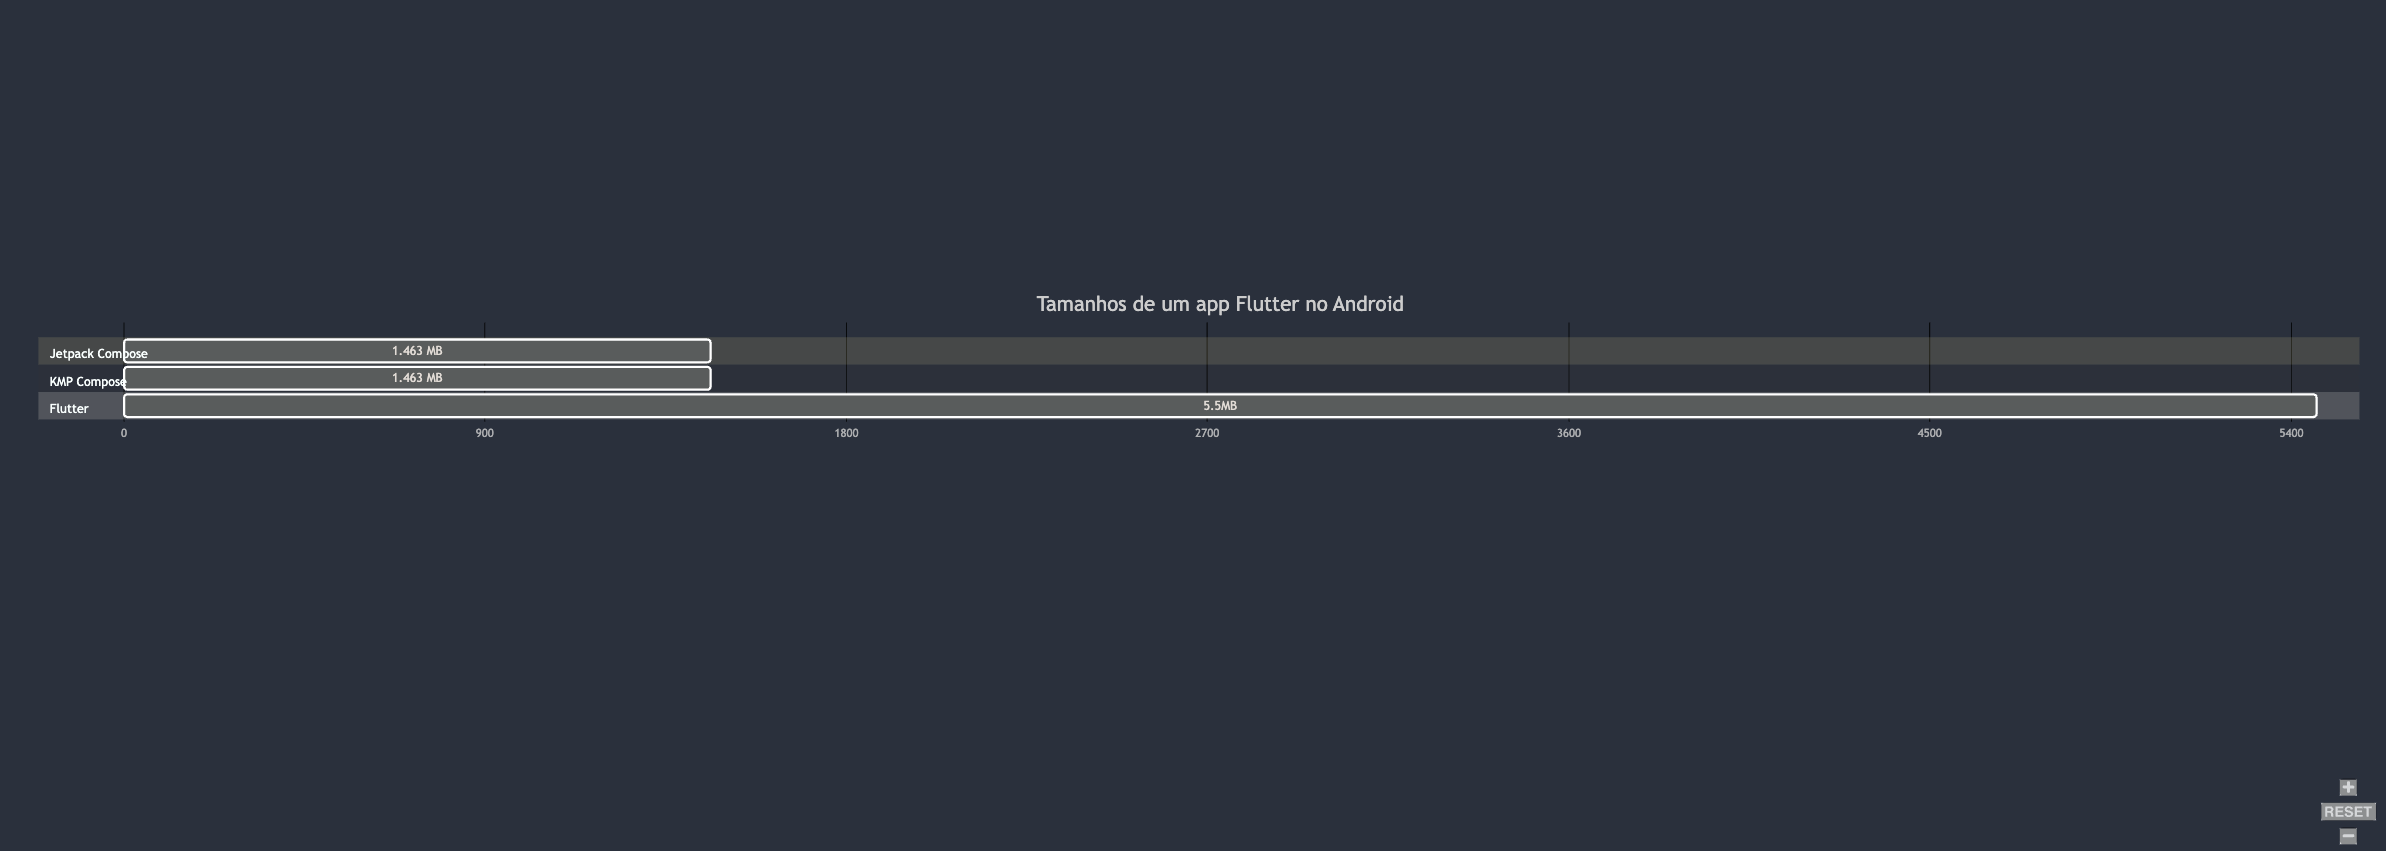 Tamanhos de um app Flutter no Android
Jetpack Compose
1.463 MB
KMP Compose
1.463 MB
Flutter
5.5MB
0 900 1800 2700 3600 4500 5400
+
RESET
−